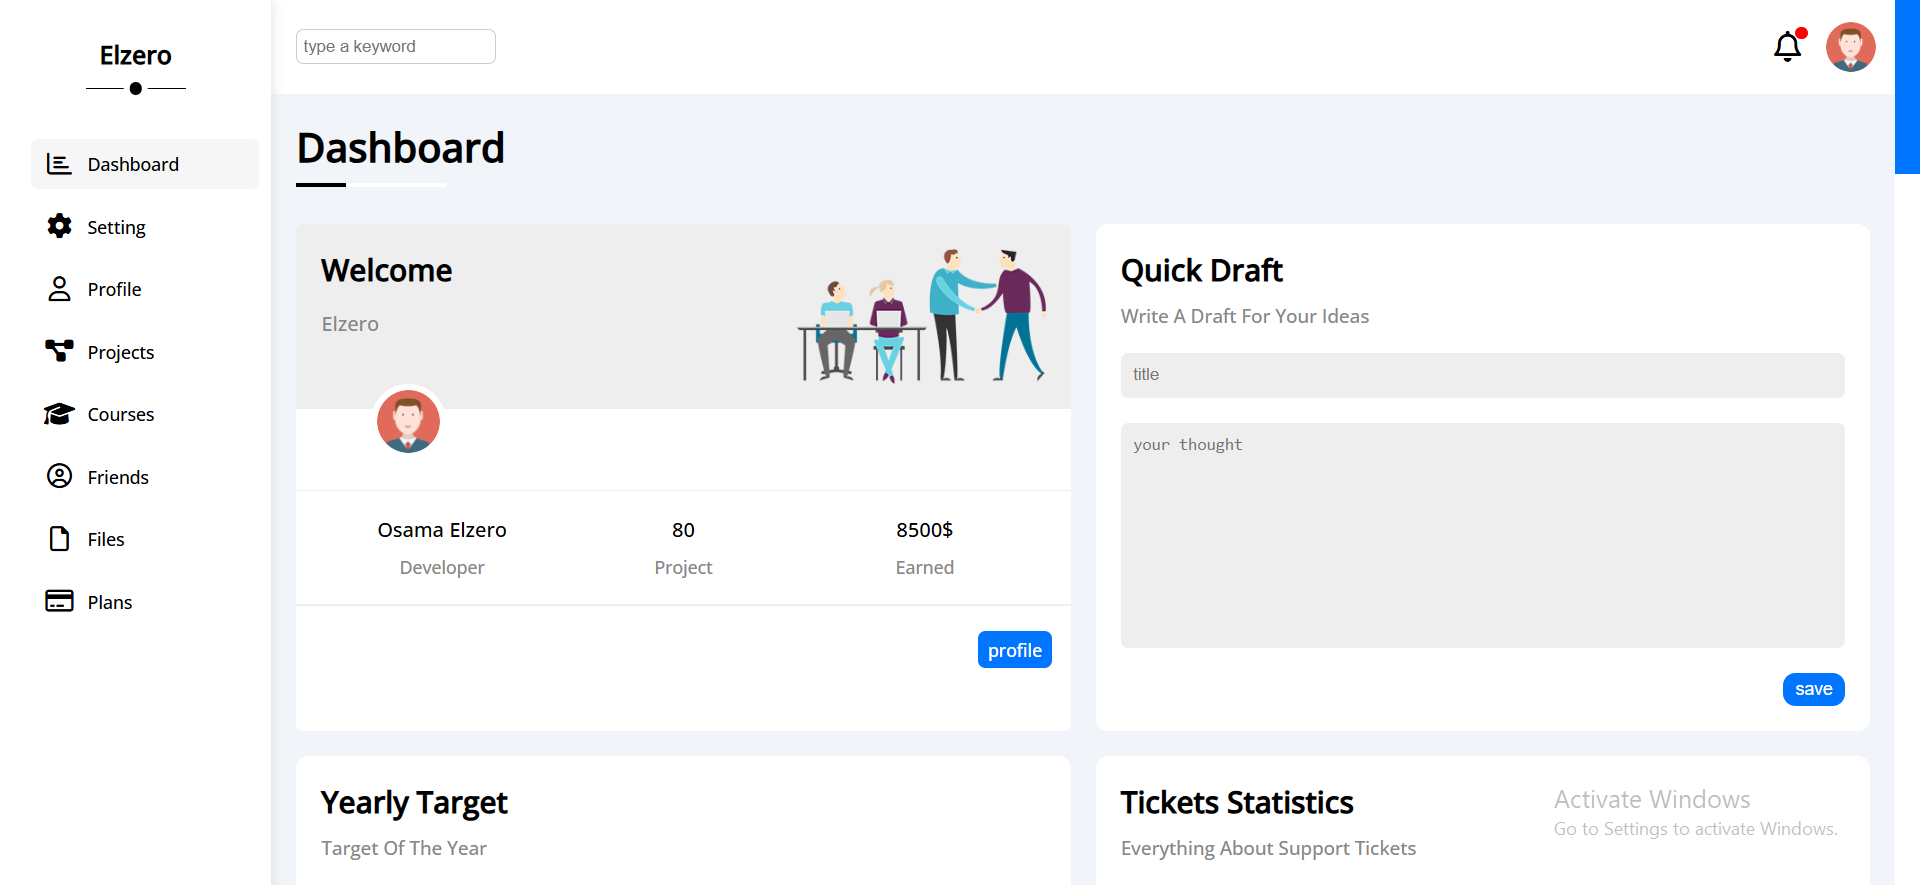 Elzero
Dashboard
Setting
Profile
Projects
Courses
Friends
Files
Plans
type a keyword
Dashboard
Welcome
Elzero
Osama Elzero
Developer
80
Project
8500$
Earned
profile
Quick Draft
Write A Draft For Your Ideas
title
your thought
save
Yearly Target
Target Of The Year
Tickets Statistics
Everything About Support Tickets
Activate Windows
Go to Settings to activate Windows.